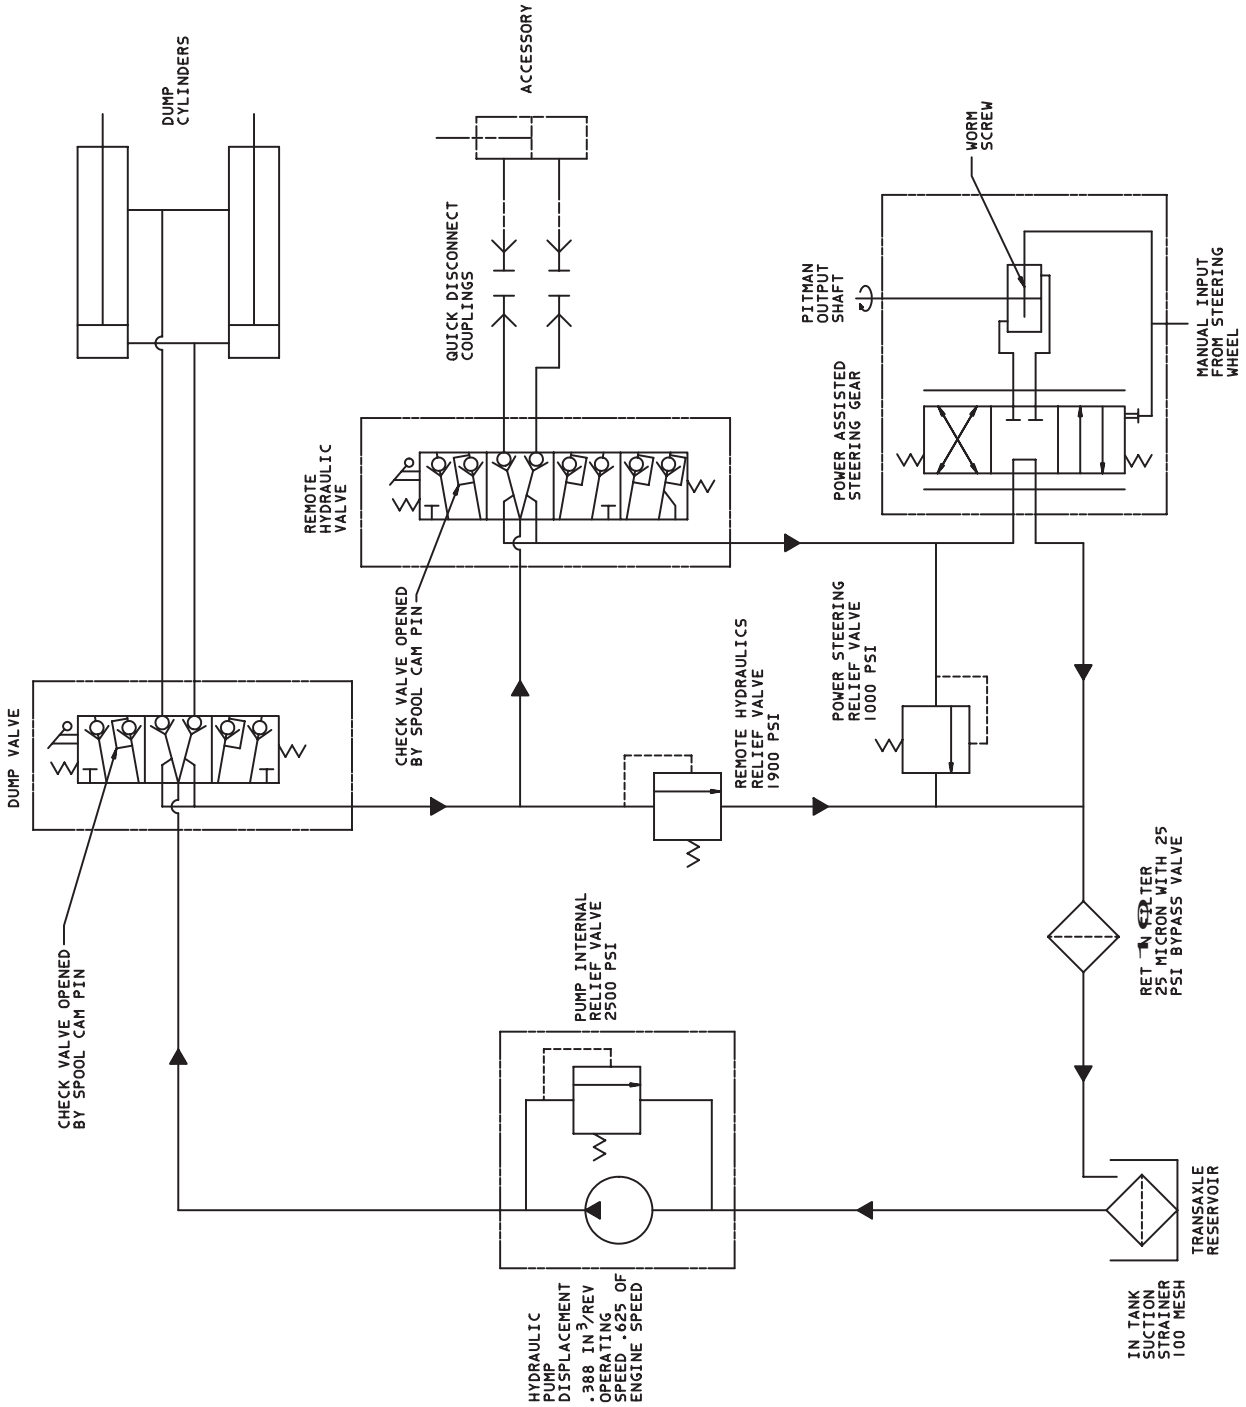 DUMP VALVE
DUMP
CYLINDERS
CHECK VALVE OPENED
BY SPOOL CAM PIN
REMOTE
HYDRAULIC
VALVE
QUICK DISCONNECT
COUPLINGS
ACCESSORY
CHECK VALVE OPENED
BY SPOOL CAM PIN
HYDRAULIC
PUMP
DISPLACEMENT
.388 IN³/REV
OPERATING
SPEED .625 OF
ENGINE SPEED
PUMP INTERNAL
RELIEF VALVE
2500 PSI
REMOTE HYDRAULICS
RELIEF VALVE
1900 PSI
POWER STEERING
RELIEF VALVE
1000 PSI
POWER ASSISTED
STEERING GEAR
PITMAN
OUTPUT
SHAFT
WORM
SCREW
MANUAL INPUT
FROM STEERING
WHEEL
IN TANK
SUCTION
STRAINER
100 MESH
TRANSAXLE
RESERVOIR
RET N FILTER
25 MICRON WITH 25
PSI BYPASS VALVE